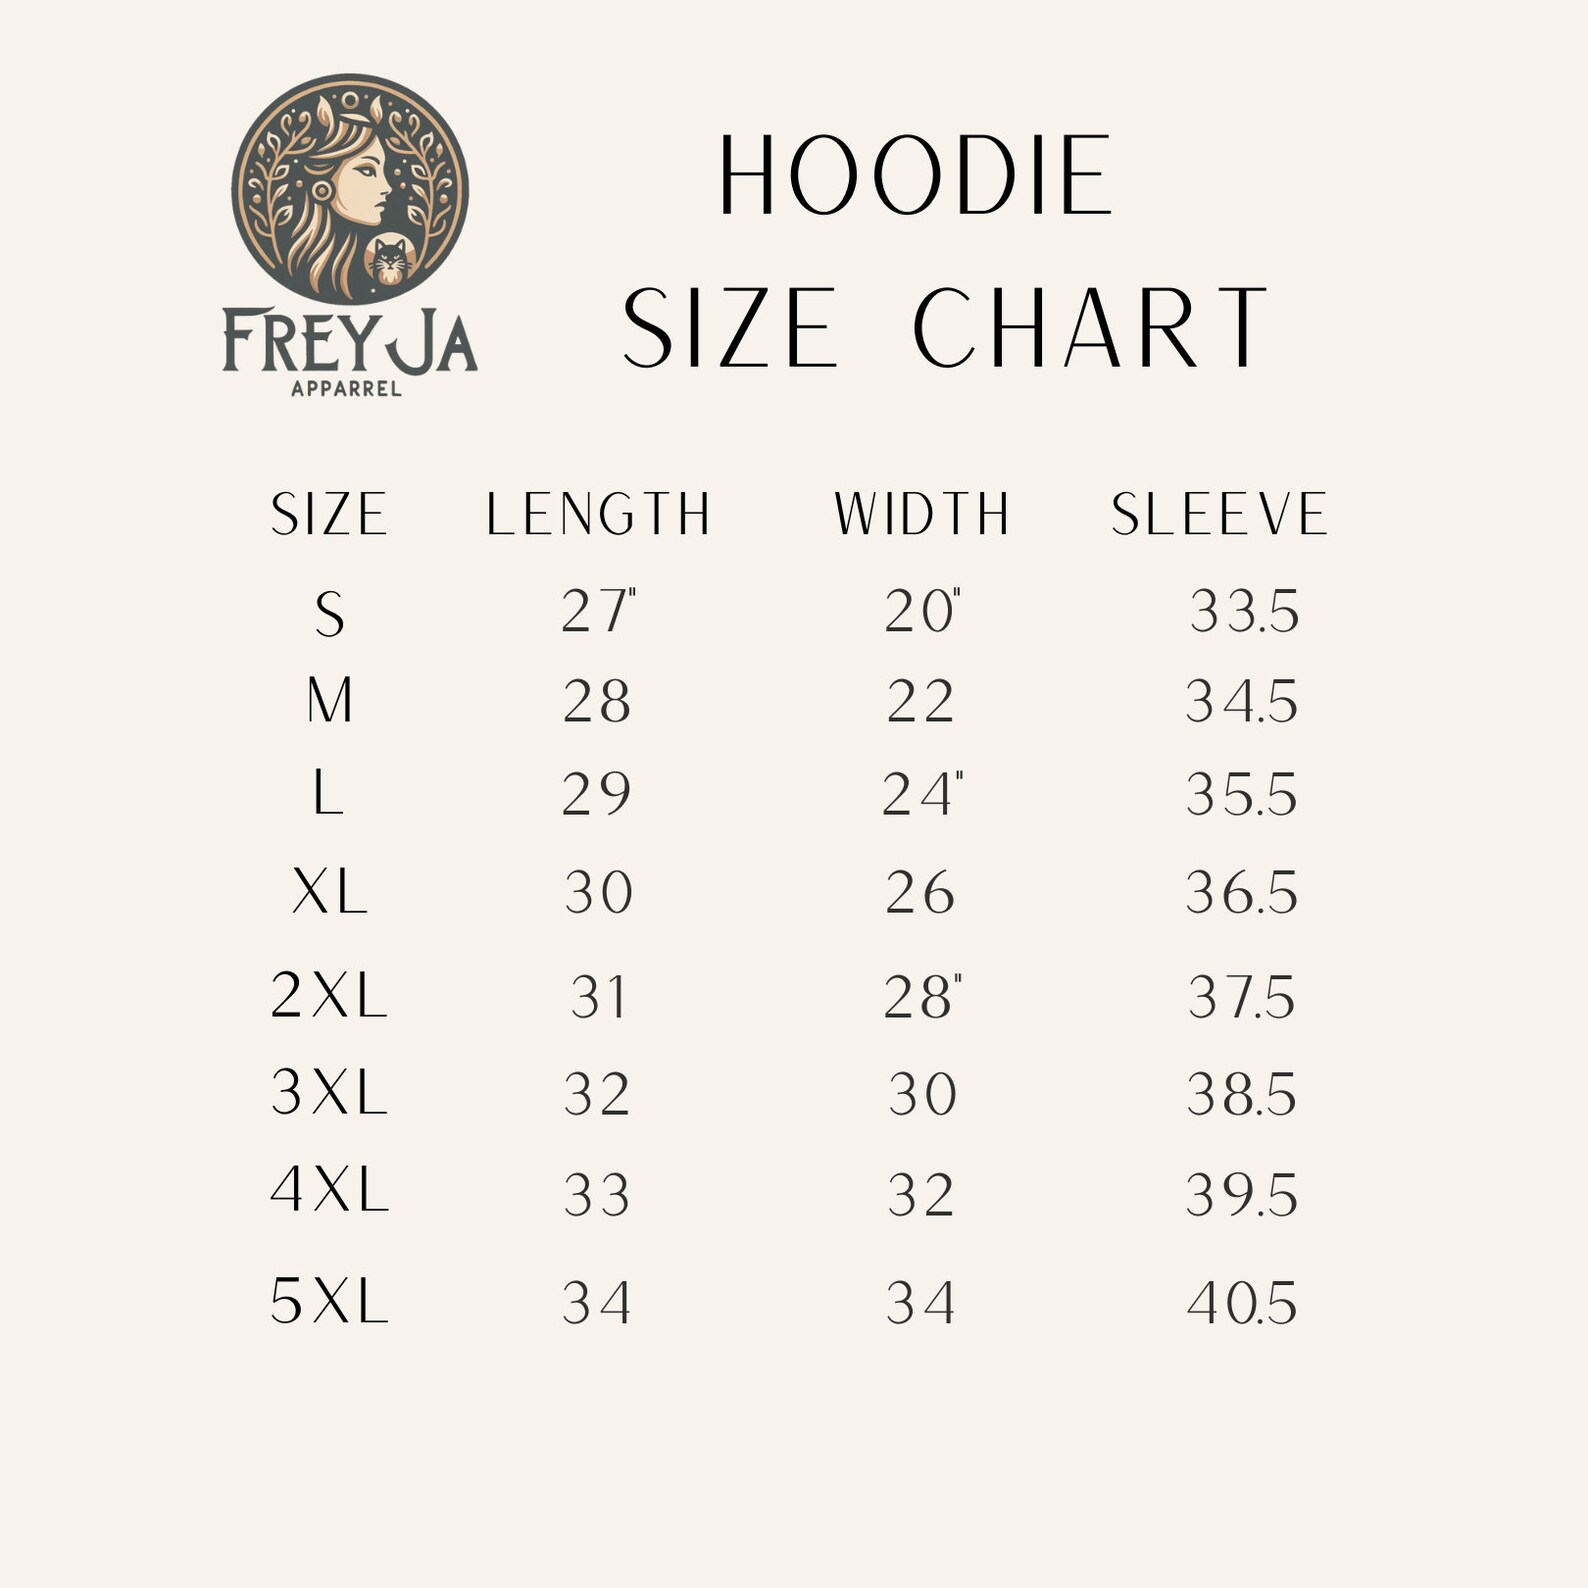 FREYJA
APPARREL
HOODIE
SIZE CHART
SIZE LENGTH WIDTH SLEEVE
S 27" 20" 33.5
M 28 22 34.5
L 29 24" 35.5
XL 30 26 36.5
2XL 31 28" 37.5
3XL 32 30 38.5
4XL 33 32 39.5
5XL 34 34 40.5